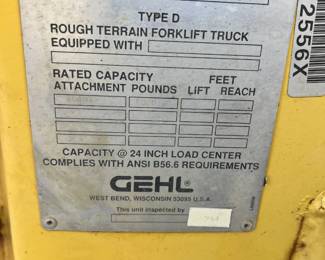 TYPE D
ROUGH TERRAIN FORKLIFT TRUCK
EQUIPPED WITH
RATED CAPACITY FEET
ATTACHMENT POUNDS LIFT REACH
CAPACITY @ 24 INCH LOAD CENTER
COMPLIES WITH ANSI B56.6 REQUIREMENTS
GEHL
WEST BEND, WISCONSIN 53095 U.S.A.
This unit inspected by
2556X